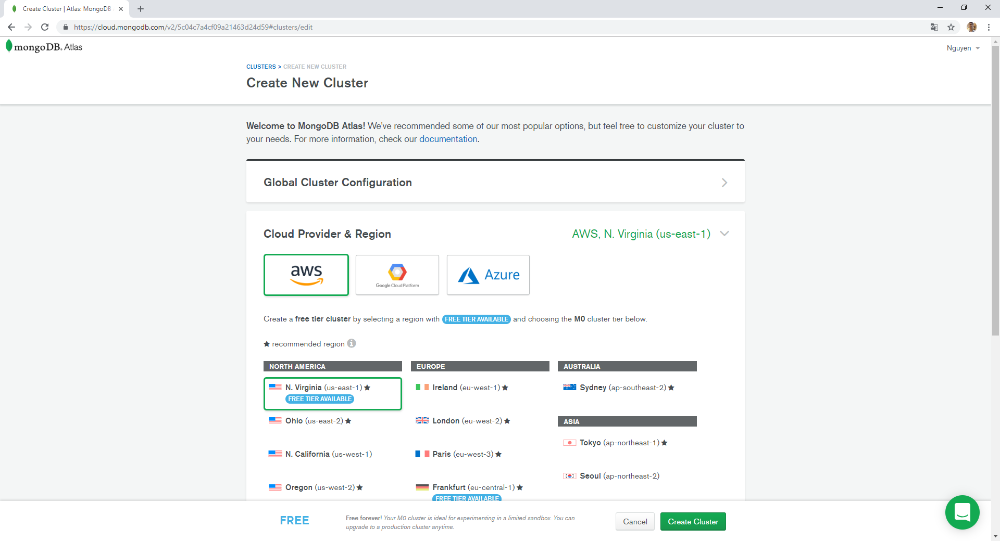 Create Cluster | Atlas: MongoDB
https://cloud.mongodb.com/v2/5c04c7a4cf09a21463d24d59#clusters/edit
mongoDB. Atlas
Nguyen
CLUSTERS > CREATE NEW CLUSTER
Create New Cluster
Welcome to MongoDB Atlas! We've recommended some of our most popular options, but feel free to customize your cluster to
your needs. For more information, check our documentation.
Global Cluster Configuration
Cloud Provider & Region
AWS, N. Virginia (us-east-1)
aws
Google Cloud Platform
Azure
Create a free tier cluster by selecting a region with FREE TIER AVAILABLE and choosing the M0 cluster tier below.
★ recommended region
NORTH AMERICA
N. Virginia (us-east-1) ★
FREE TIER AVAILABLE
Ohio (us-east-2) ★
N. California (us-west-1)
Oregon (us-west-2) ★
EUROPE
Ireland (eu-west-1) ★
London (eu-west-2) ★
Paris (eu-west-3) ★
Frankfurt (eu-central-1) ★
FREE TIER AVAILABLE
AUSTRALIA
Sydney (ap-southeast-2) ★
ASIA
Tokyo (ap-northeast-1) ★
Seoul (ap-northeast-2)
FREE
Free forever! Your M0 cluster is ideal for experimenting in a limited sandbox. You can
upgrade to a production cluster anytime.
Cancel
Create Cluster